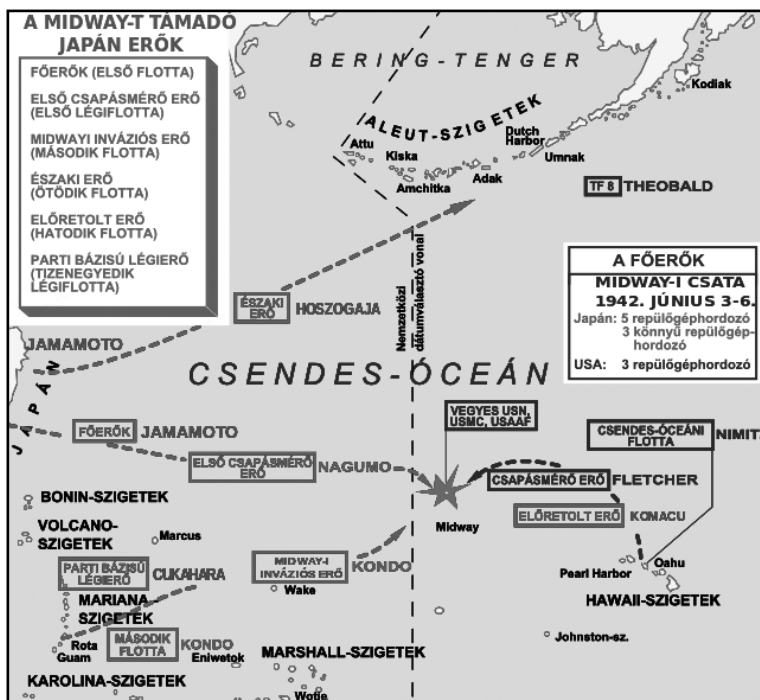 A MIDWAY-T TÁMADÓ
JAPÁN ERŐK
FŐERŐK (ELSŐ FLOTTA)
ELSŐ CSAPÁSMÉRŐ ERŐ
(ELSŐ LÉGIFLOTTA)
MIDWAYI INVÁZIÓS ERŐ
(MÁSODIK FLOTTA)
ÉSZAKI ERŐ
(ÖTÖDIK FLOTTA)
ELŐRETOLT ERŐ
(HATODIK FLOTTA)
PARTI BÁZISÚ LÉGIERŐ
(TIZENEGYEDIK
LÉGIFLOTTA)
BERING-TENGER
Kodiak
ALEUT-SZIGETEK
Dutch
Harbor
Attu
Kiska
Umnak
Adak
Amchitka
TF 8
THEOBALD
A FŐERŐK
MIDWAY-I CSATA
1942. JÚNIUS 3-6.
Japán: 5 repülőgéphordozó
3 könnyű repülőgép-
hordozó
USA: 3 repülőgéphordozó
ÉSZAKI
ERŐ
HOSZOGAJA
Nemzetközi
dátumválasztó vonal
JAMAMOTO
JAPÁN
CSENDES-ÓCEÁN
FŐERŐK
JAMAMOTO
ELSŐ CSAPÁSMÉRŐ
ERŐ
NAGUMO
VEGYES USN,
USMC, USAAF
CSENDES-ÓCEÁNI
FLOTTA
NIMIT
CSAPÁSMÉRŐ ERŐ
FLETCHER
ELŐRETOLT ERŐ
KOMACU
Midway
BONIN-SZIGETEK
VOLCANO-
SZIGETEK
Marcus
PARTI BÁZISÚ
LÉGIERŐ
CUKAHARA
MIDWAY-I
INVÁZIÓS ERŐ
KONDO
Wake
Pearl Harbor
Oahu
HAWAII-SZIGETEK
MARIANA-
SZIGETEK
Rota
Guam
MÁSODIK
FLOTTA
KONDO
Eniwetok
MARSHALL-SZIGETEK
Johnston-sz.
KAROLINA-SZIGETEK
Wotje